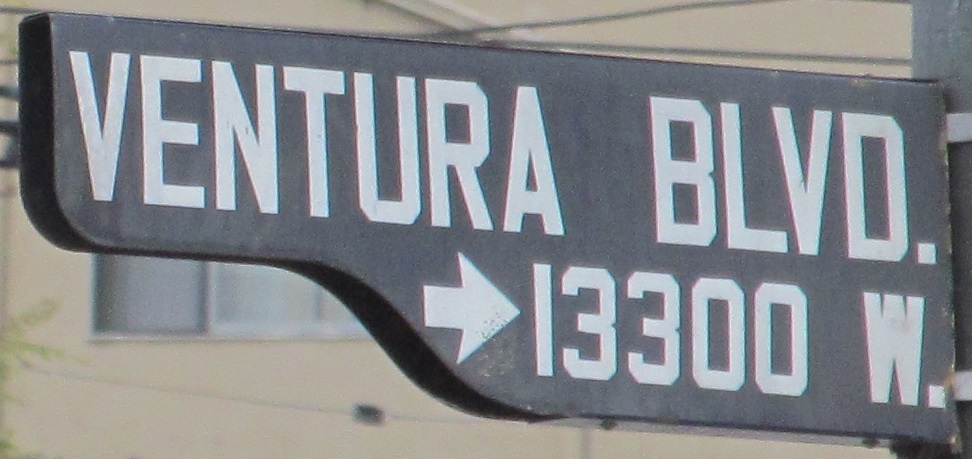 VENTURA BLVD.
➡ 13300 W.